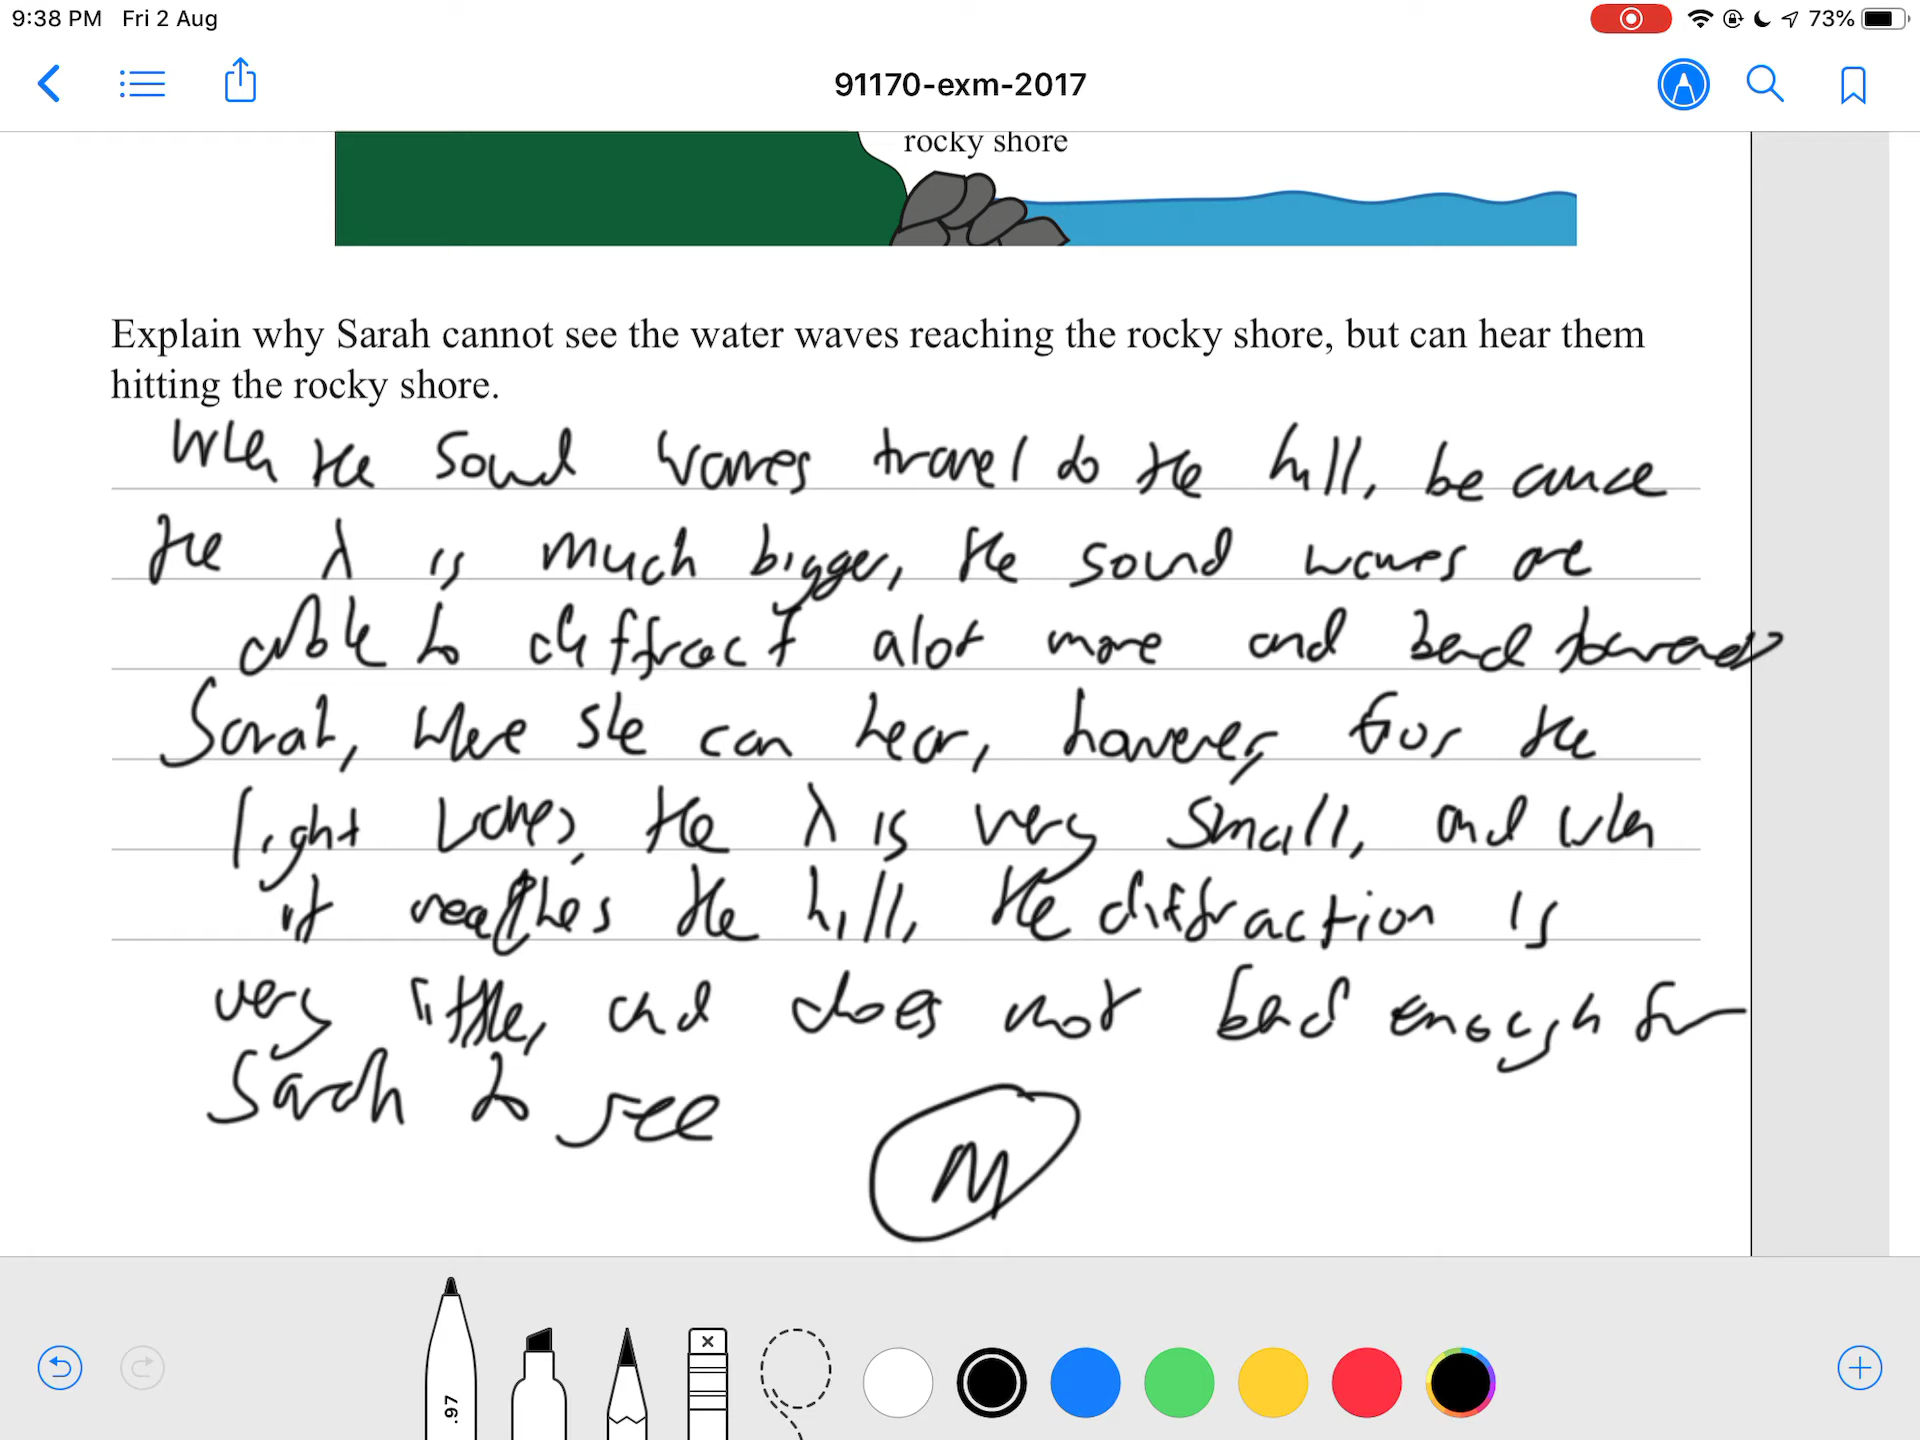 9:38 PM Fri 2 Aug 73%
91170-exm-2017
rocky shore
Explain why Sarah cannot see the water waves reaching the rocky shore, but can hear them
hitting the rocky shore.
When the sound waves travel to the hill, because
the λ is much bigger, the sound waves are
able to diffract alot more and bend towards
Sarah, where she can hear, however, for the
light waves, the λ is very small, and when
it reaches the hill, the diffraction is
very little, and does not bend enough for
Sarah to see
M
.97